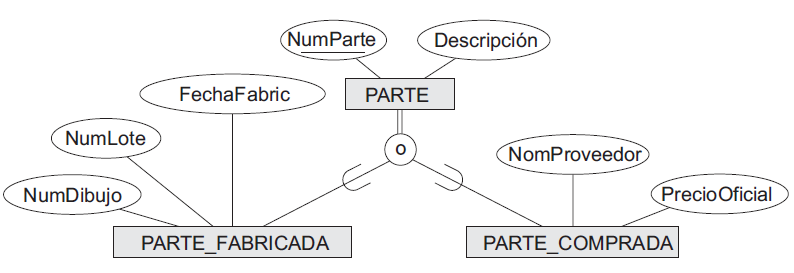 NumParte
Descripción
FechaFabric
PARTE
NumLote
o
NomProveedor
NumDibujo
PrecioOficial
PARTE_FABRICADA
PARTE_COMPRADA